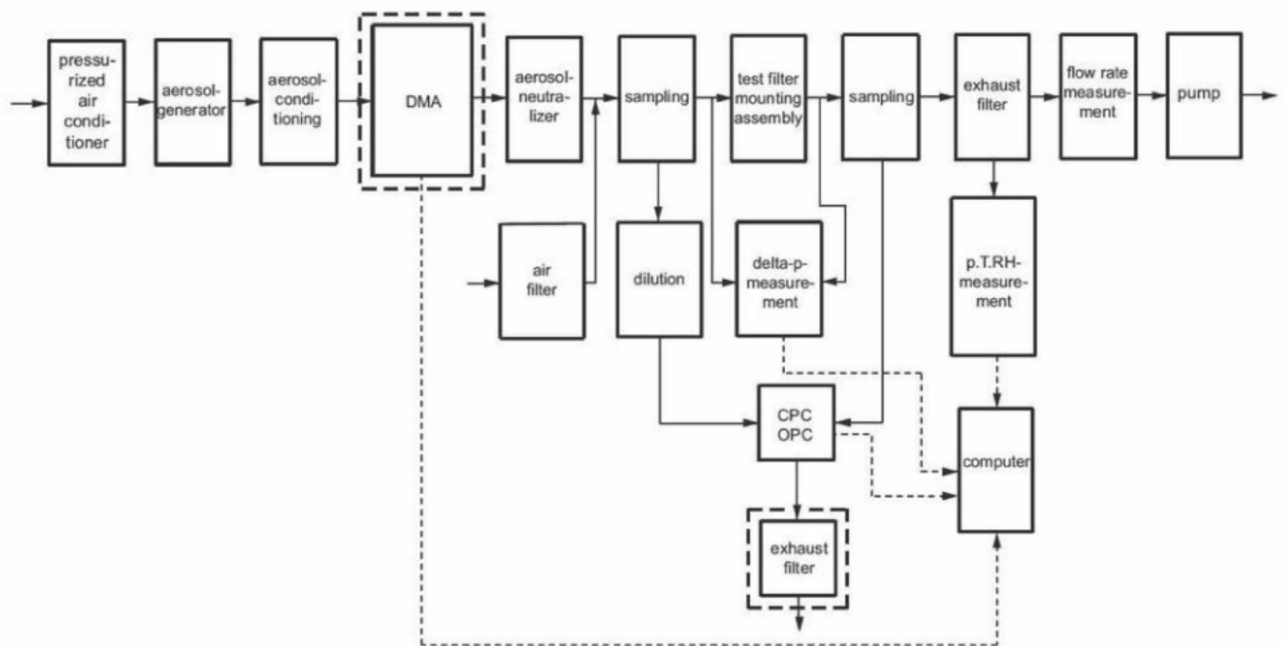 pressu-
rized
air
condi-
tioner
aerosol-
generator
aerosol-
condi-
tioning
DMA
aerosol-
neutra-
lizer
sampling
test filter
mounting
assembly
sampling
exhaust
filter
flow rate
measure-
ment
pump
air
filter
dilution
delta-p-
measure-
ment
p.T.RH-
measure-
ment
CPC
OPC
computer
exhaust
filter